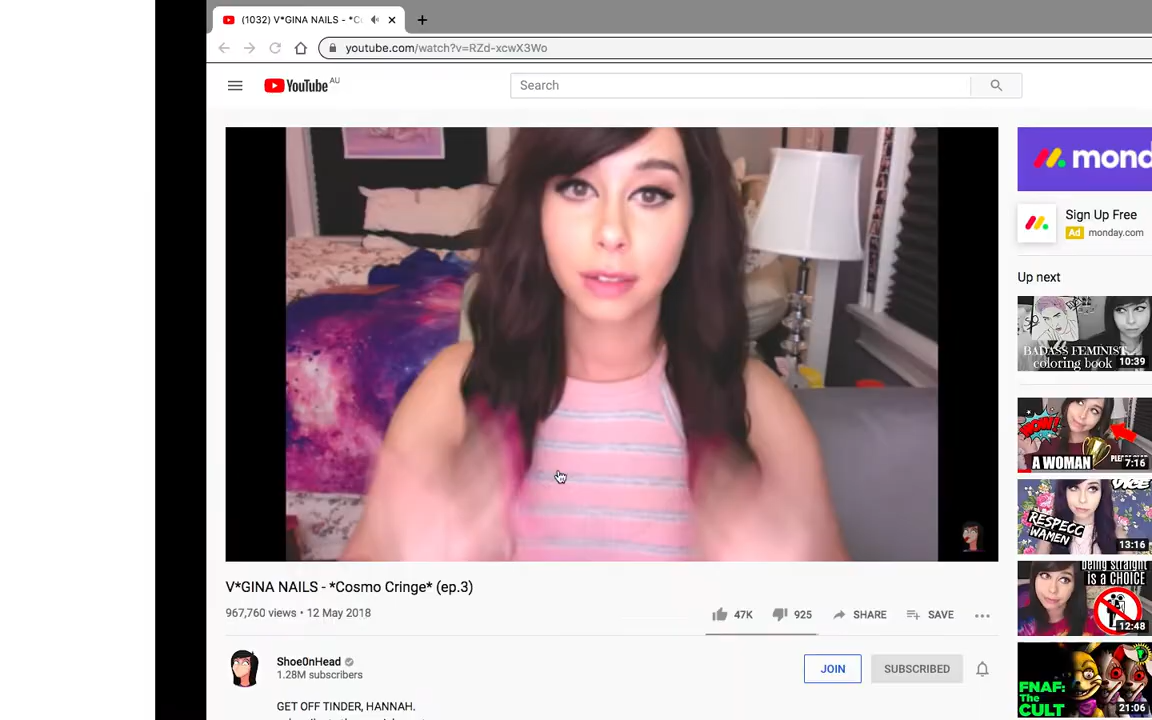 (1032) V*GINA NAILS - *C
youtube.com/watch?v=RZd-xcwX3Wo
YouTube AU
Search
mond
Sign Up Free
Ad monday.com
Up next
BADASS FEMINIST
coloring book
10:39
WOW!
A WOMAN
7:16
VICE
RESPECC
WAMEN
13:16
being straight
is A CHOICE
12:48
FNAF:
THE
CULT
21:06
V*GINA NAILS - *Cosmo Cringe* (ep.3)
967,760 views • 12 May 2018
47K
925
SHARE
SAVE
Shoe0nHead
1.28M subscribers
JOIN
SUBSCRIBED
GET OFF TINDER, HANNAH.